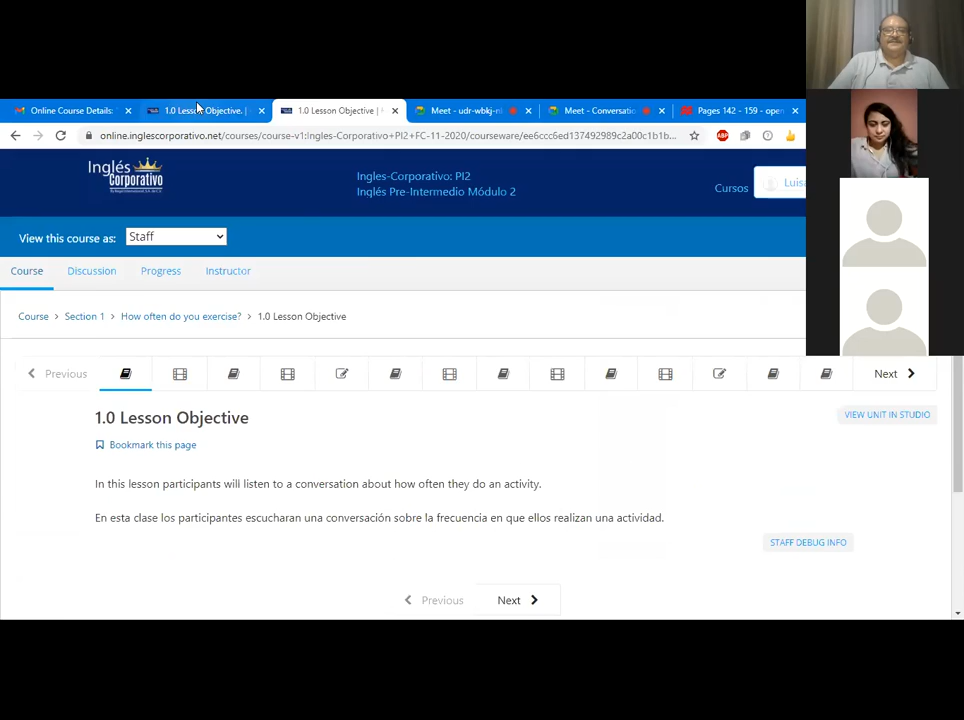 Online Course Details:
1.0 Lesson Objective. |
1.0 Lesson Objective |
Meet - udr-wbkj-n
Meet - Conversatio
Pages 142 - 159 - open
online.inglescorporativo.net/courses/course-v1:ingles-Corporativo+PI2+FC-11-2020/courseware/ee6ccc6ed137492989c2a00c1b1b...
ABP
Inglés
Corporativo
Ingles-Corporativo: PI2
Inglés Pre-Intermedio Módulo 2
Cursos
Luisa
View this course as:
Staff
Course
Discussion
Progress
Instructor
Course > Section 1 > How often do you exercise? > 1.0 Lesson Objective
Previous
Next
1.0 Lesson Objective
VIEW UNIT IN STUDIO
Bookmark this page
In this lesson participants will listen to a conversation about how often they do an activity.
En esta clase los participantes escucharan una conversación sobre la frecuencia en que ellos realizan una actividad.
STAFF DEBUG INFO
Previous
Next